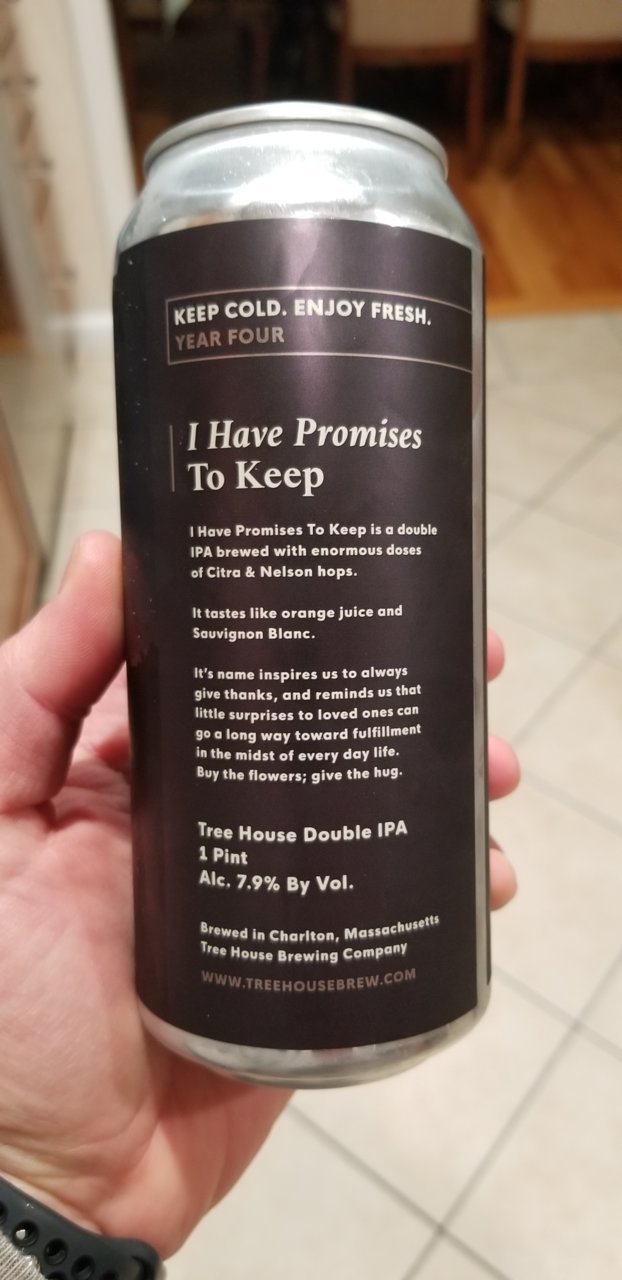 KEEP COLD. ENJOY FRESH.
YEAR FOUR
I Have Promises
To Keep
I Have Promises To Keep is a double
IPA brewed with enormous doses
of Citra & Nelson hops.
It tastes like orange juice and
Sauvignon Blanc.
It's name inspires us to always
give thanks, and reminds us that
little surprises to loved ones can
go a long way toward fulfillment
in the midst of every day life.
Buy the flowers; give the hug.
Tree House Double IPA
1 Pint
Alc. 7.9% By Vol.
Brewed in Charlton, Massachusetts
Tree House Brewing Company
WWW.TREEHOUSEBREW.COM